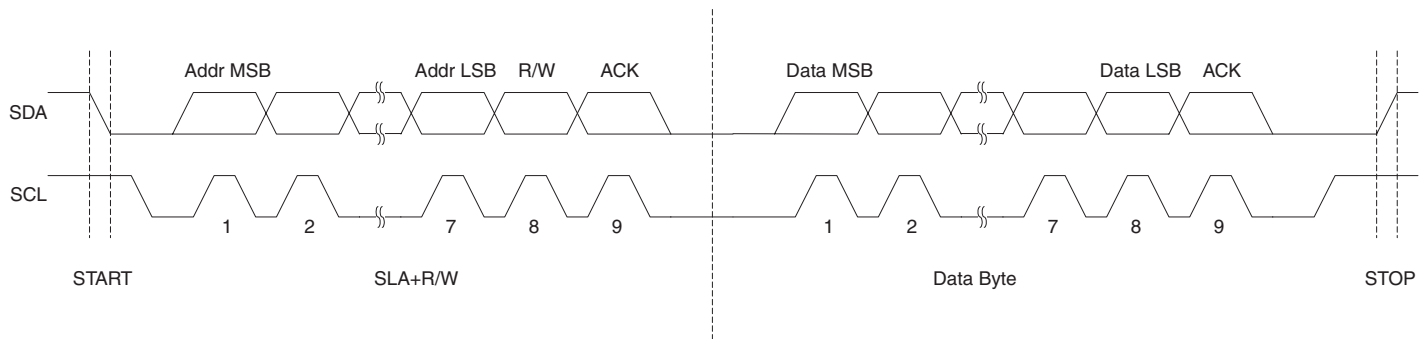 Addr MSB Addr LSB R/W ACK Data MSB Data LSB ACK
SDA
SCL
1 2 7 8 9 1 2 7 8 9
START SLA+R/W Data Byte STOP